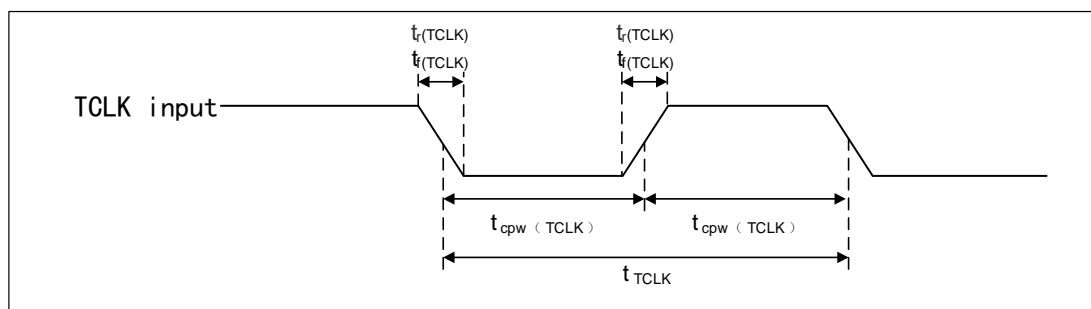 tr(TCLK) tr(TCLK)
tf(TCLK) tf(TCLK)
TCLK input
tcpw（TCLK） tcpw（TCLK）
tTCLK